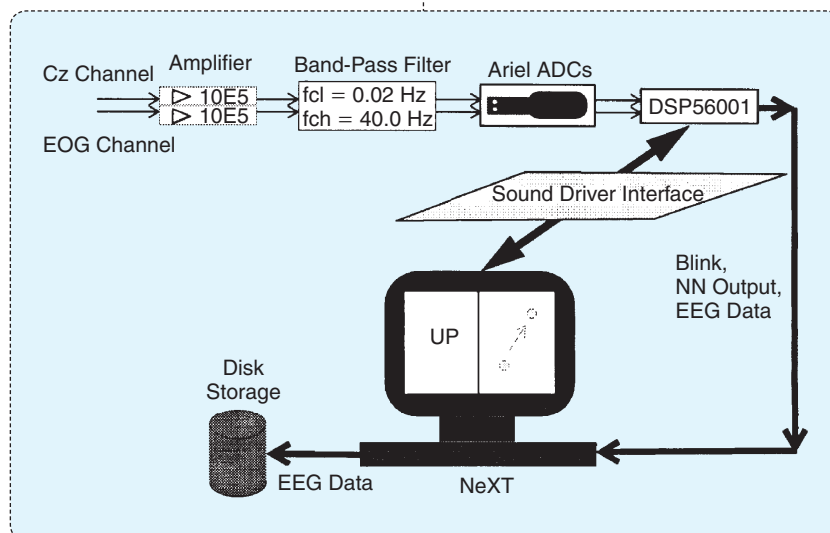 Cz Channel
EOG Channel
Amplifier
▷ 10E5
▷ 10E5
Band-Pass Filter
fcl = 0.02 Hz
fch = 40.0 Hz
Ariel ADCs
DSP56001
Sound Driver Interface
Blink,
NN Output,
EEG Data
UP
Disk
Storage
EEG Data
NeXT